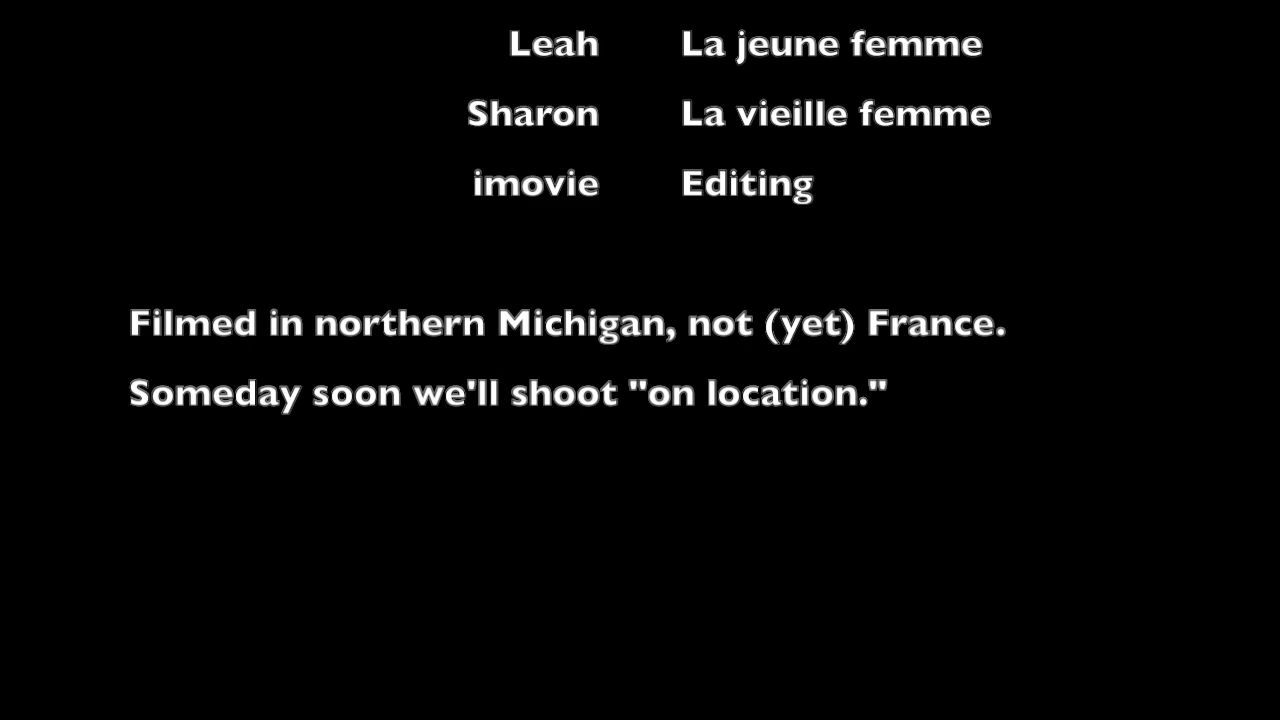 Leah La jeune femme
Sharon La vieille femme
imovie Editing
Filmed in northern Michigan, not (yet) France.
Someday soon we'll shoot "on location."